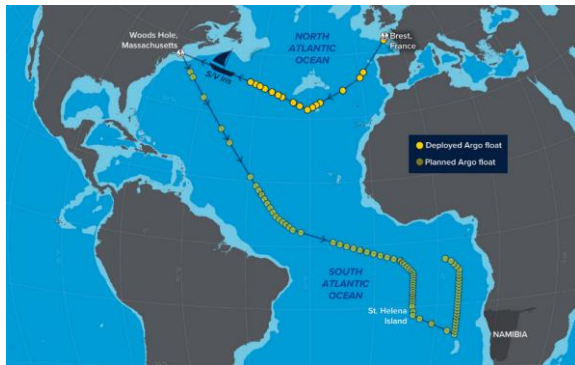 Woods Hole,
Massachusetts
S/V Iris
NORTH
ATLANTIC
OCEAN
Brest,
France
Deployed Argo float
Planned Argo float
SOUTH
ATLANTIC
OCEAN
St. Helena
Island
NAMIBIA